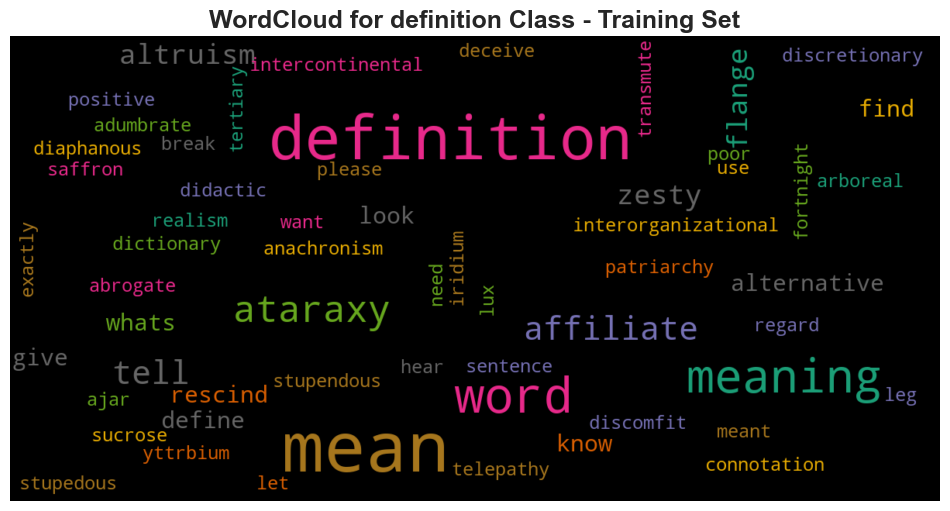 WordCloud for definition Class - Training Set
altruism
deceive
intercontinental
transmute
flange
discretionary
positive
tertiary
find
adumbrate
definition
diaphanous
break
poor
saffron
please
use
fortnight
arboreal
didactic
zesty
realism
want
look
interorganizational
dictionary
anachronism
exactly
need
iridium
patriarchy
abrogate
lux
alternative
ataraxy
whats
affiliate
regard
give
tell
hear
sentence
meaning
stupendous
ajar
rescind
word
leg
define
discomfit
sucrose
mean
know
meant
yttrbium
telepathy
connotation
stupedous
let